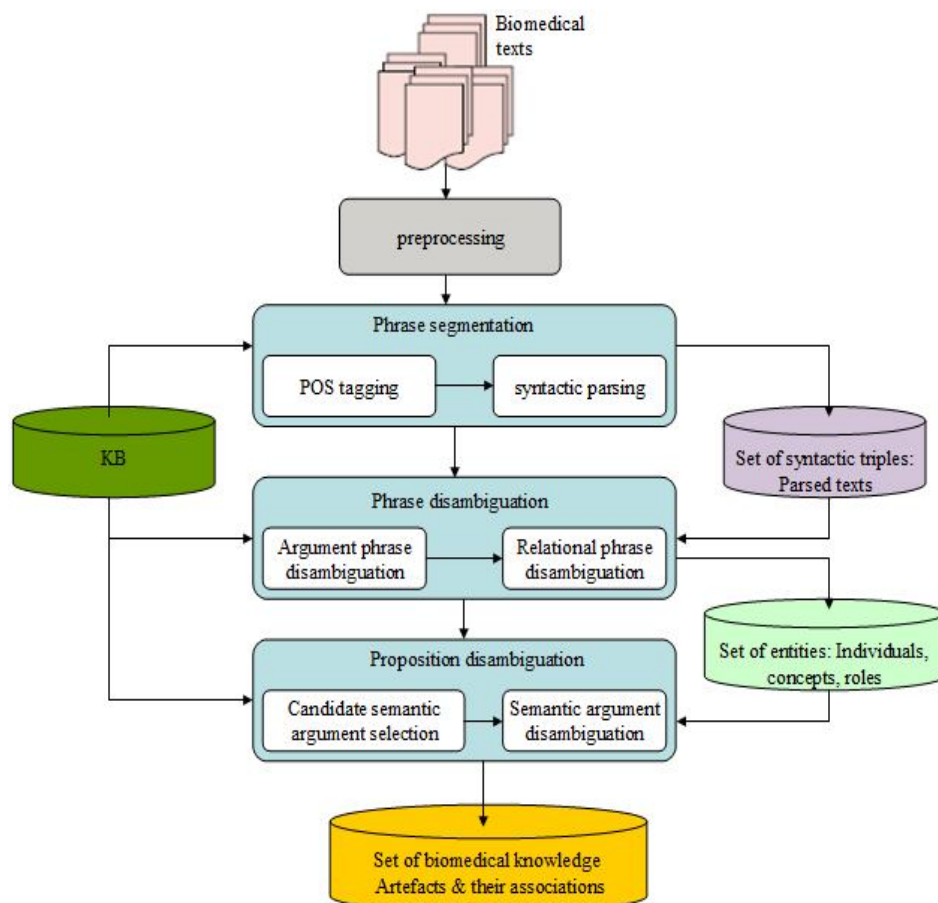 Biomedical
texts
preprocessing
Phrase segmentation
POS tagging
syntactic parsing
KB
Set of syntactic triples:
Parsed texts
Phrase disambiguation
Argument phrase
disambiguation
Relational phrase
disambiguation
Set of entities: Individuals,
concepts, roles
Proposition disambiguation
Candidate semantic
argument selection
Semantic argument
disambiguation
Set of biomedical knowledge
Artefacts & their associations